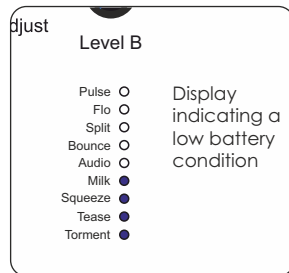 djust
Level B
Pulse
Flo
Split
Bounce
Audio
Milk
Squeeze
Tease
Torment
Display
indicating a
low battery
condition